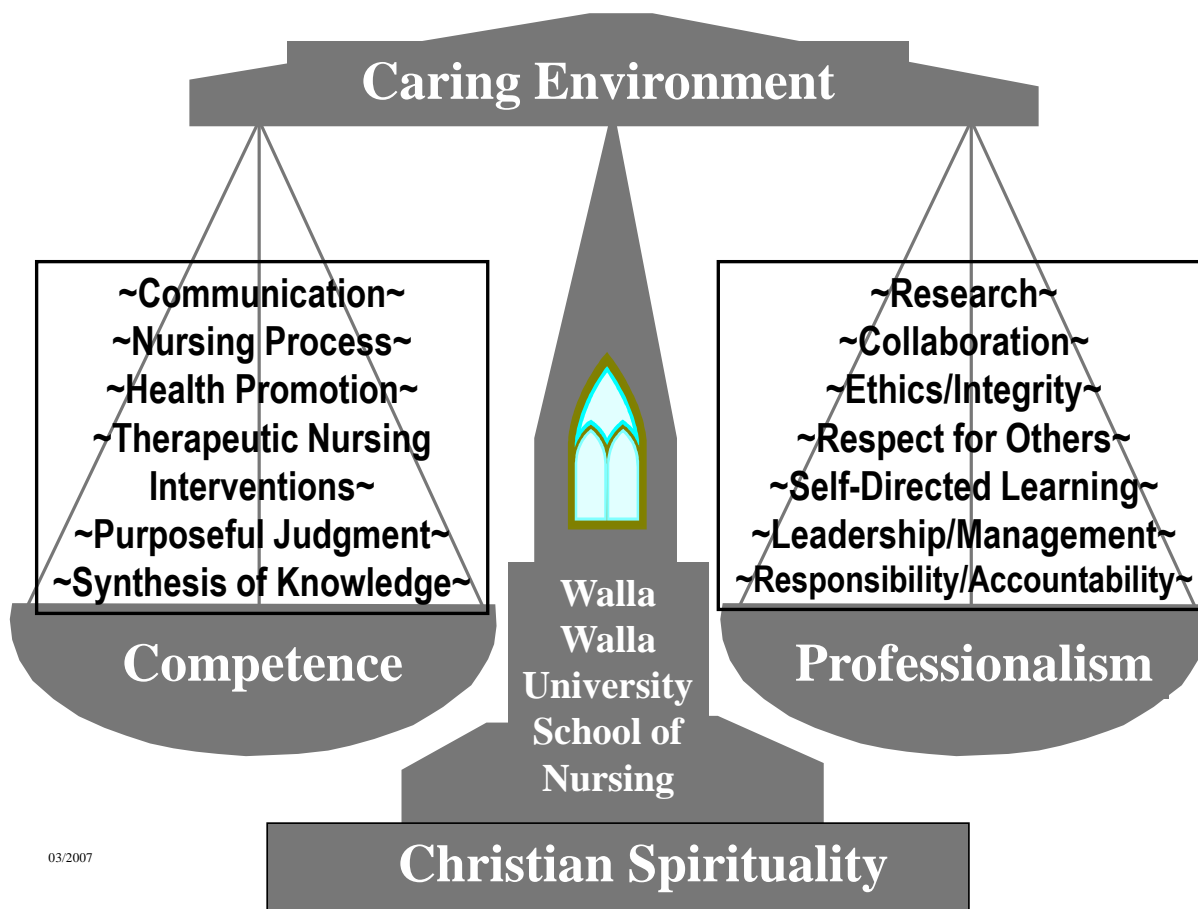 Caring Environment
~Communication~
~Nursing Process~
~Health Promotion~
~Therapeutic Nursing
Interventions~
~Purposeful Judgment~
~Synthesis of Knowledge~
Competence
~Research~
~Collaboration~
~Ethics/Integrity~
~Respect for Others~
~Self-Directed Learning~
~Leadership/Management~
~Responsibility/Accountability~
Professionalism
Walla
Walla
University
School of
Nursing
Christian Spirituality
03/2007